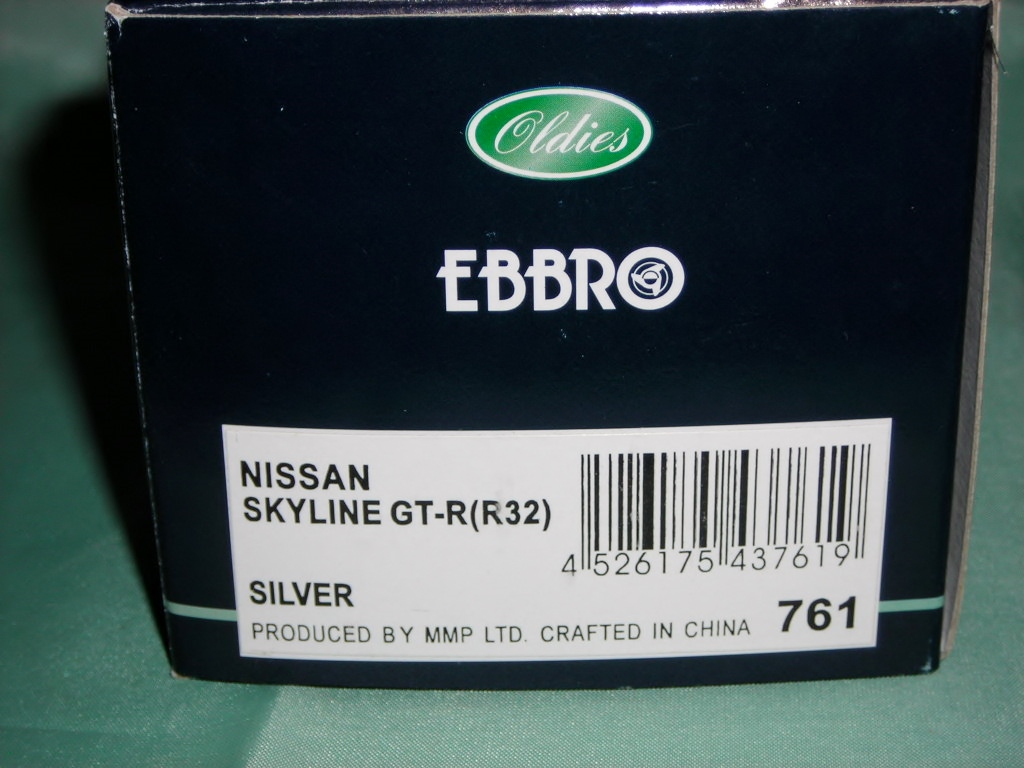 Oldies
EBBRO
NISSAN
SKYLINE GT-R(R32)
4 526175 437619
SILVER
PRODUCED BY MMP LTD. CRAFTED IN CHINA 761